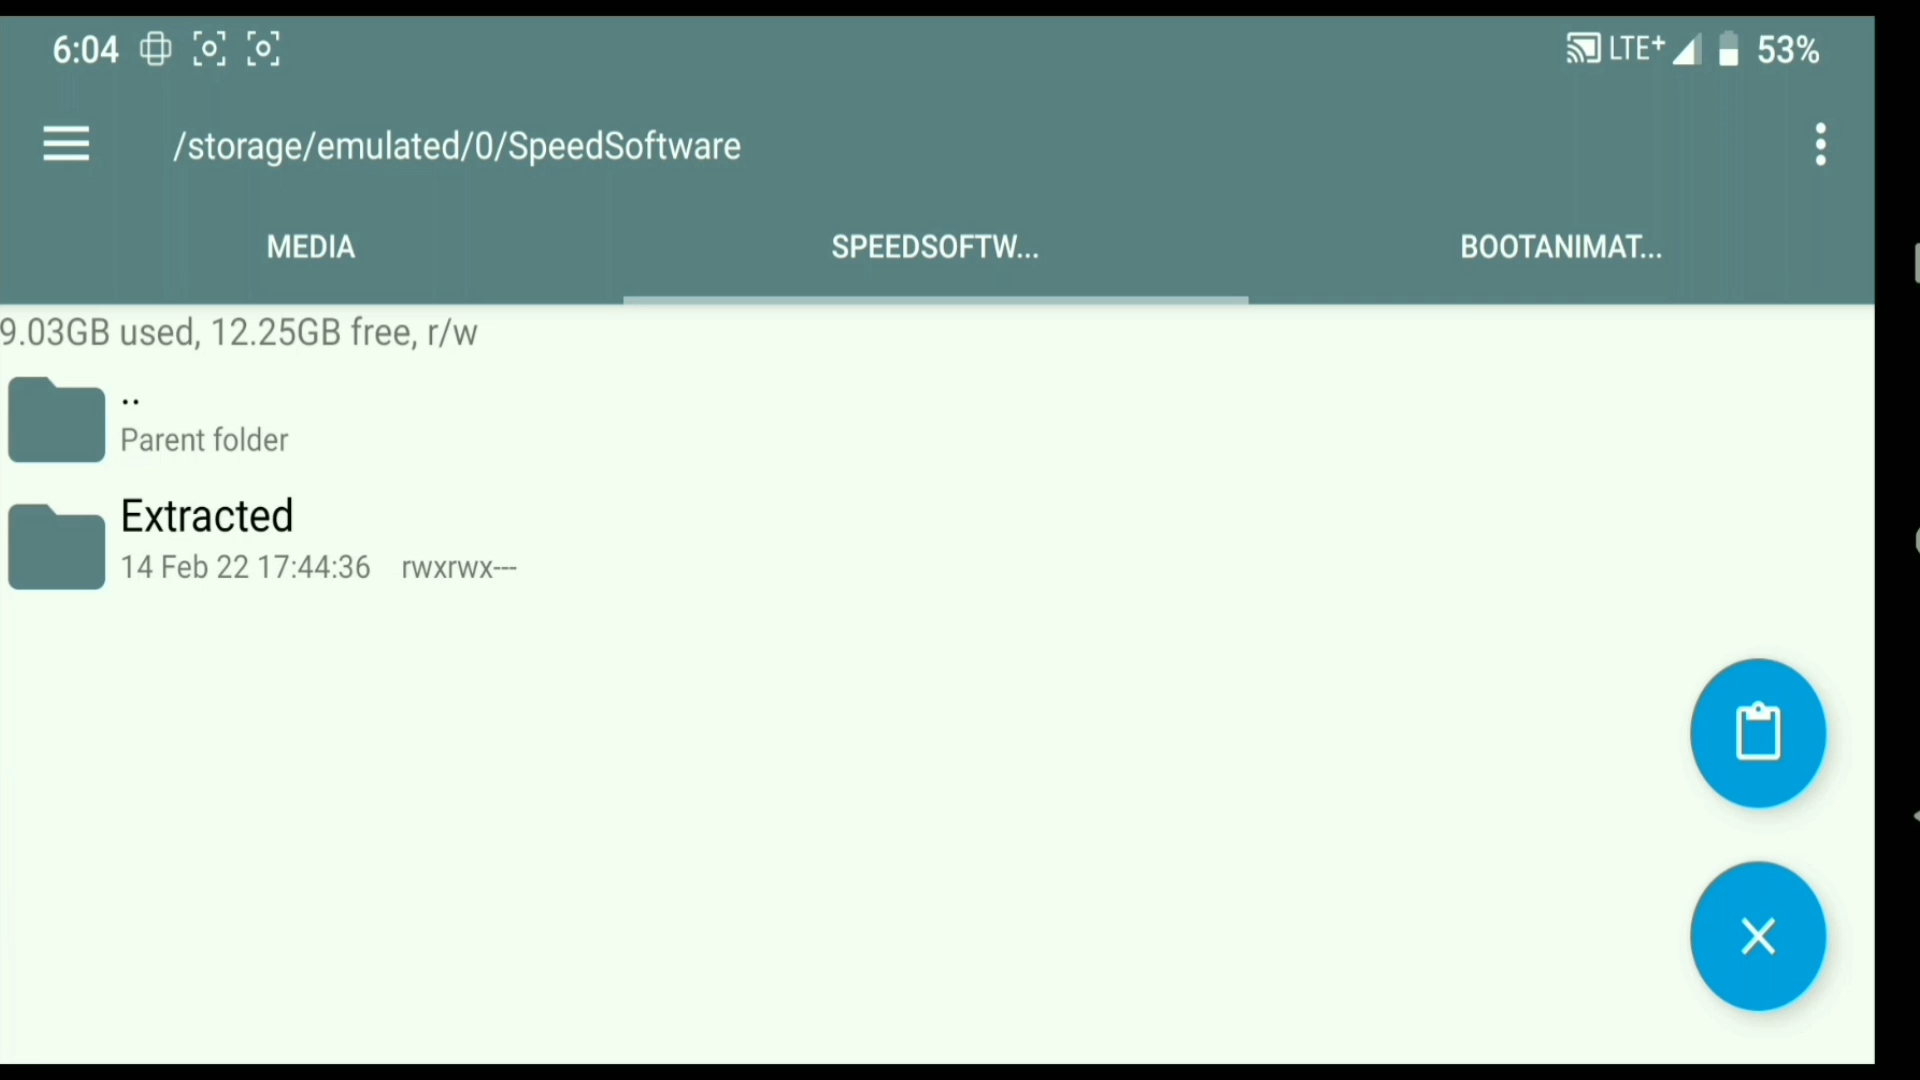 6:04 LTE+ 53%
/storage/emulated/0/SpeedSoftware
MEDIA SPEEDSOFTW... BOOTANIMAT...
9.03GB used, 12.25GB free, r/w
..
Parent folder
Extracted
14 Feb 22 17:44:36 rwxrwx---